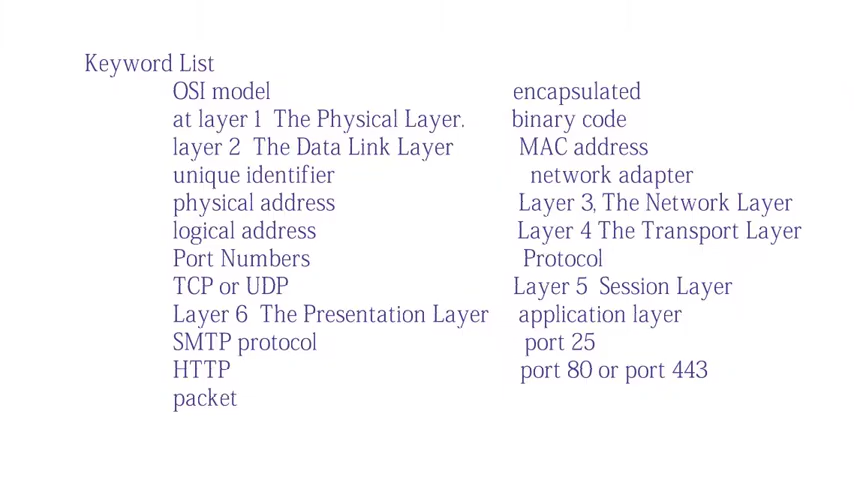 Keyword List
OSI model encapsulated
at layer 1 The Physical Layer. binary code
layer 2 The Data Link Layer MAC address
unique identifier network adapter
physical address Layer 3, The Network Layer
logical address Layer 4 The Transport Layer
Port Numbers Protocol
TCP or UDP Layer 5 Session Layer
Layer 6 The Presentation Layer application layer
SMTP protocol port 25
HTTP port 80 or port 443
packet